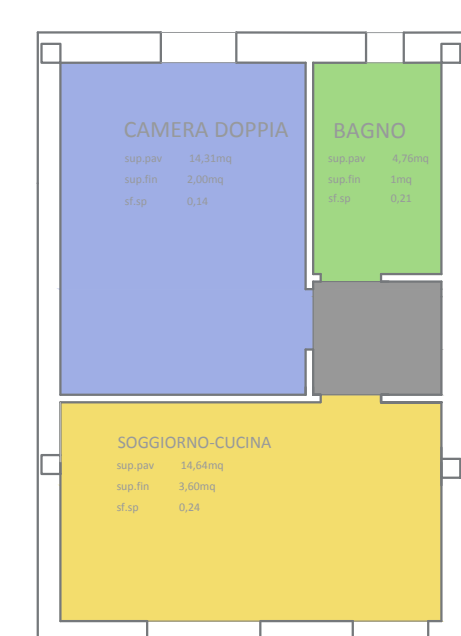 CAMERA DOPPIA
sup.pav 14,31mq
sup.fin 2,00mq
sf.sp 0,14
BAGNO
sup.pav 4,76mq
sup.fin 1mq
sf.sp 0,21
SOGGIORNO-CUCINA
sup.pav 14,64mq
sup.fin 3,60mq
sf.sp 0,24